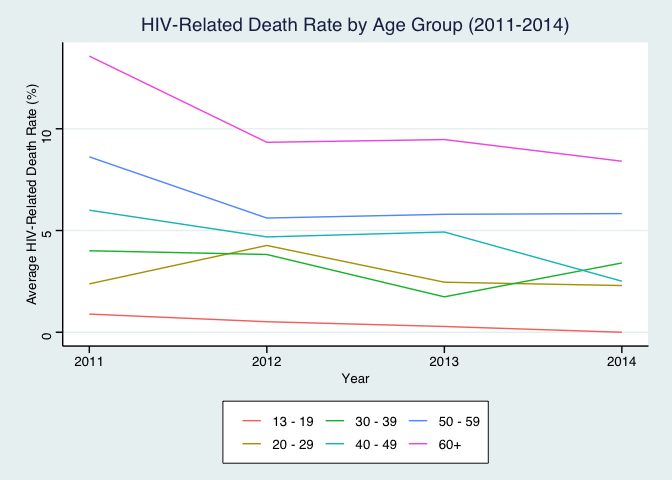 HIV-Related Death Rate by Age Group (2011-2014)
Average HIV-Related Death Rate (%)
10
5
0
2011 2012 2013 2014
Year
13 - 19 30 - 39 50 - 59
20 - 29 40 - 49 60+